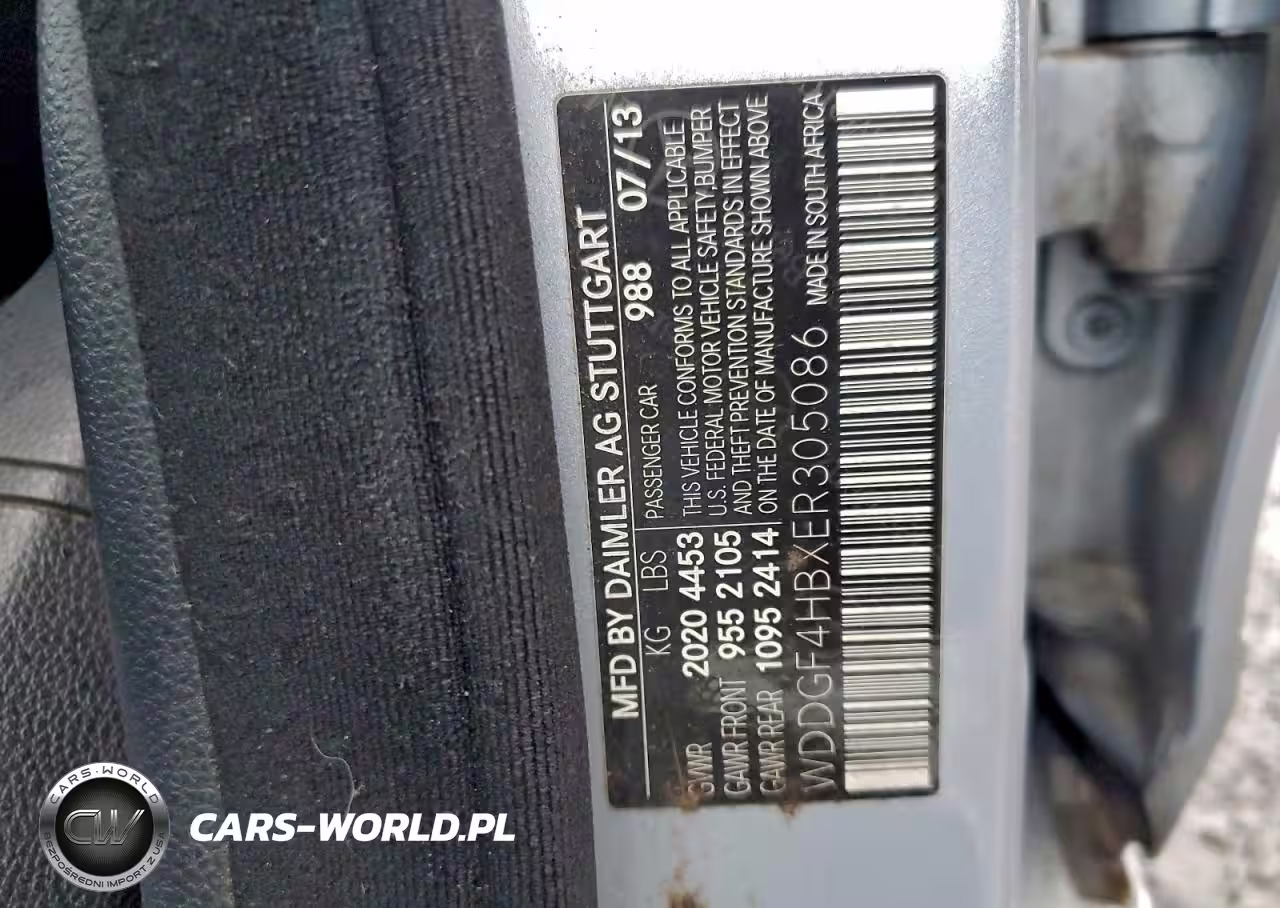 MFD BY DAIMLER AG STUTTGART
KG LBS PASSENGER CAR 988 07/13
GVWR 2020 4453 THIS VEHICLE CONFORMS TO ALL APPLICABLE
GAWR FRONT 955 2105 U.S. FEDERAL MOTOR VEHICLE SAFETY,BUMPER
GAWR REAR 1095 2414 AND THEFT PREVENTION STANDARDS IN EFFECT
ON THE DATE OF MANUFACTURE SHOWN ABOVE
WDDGF4HBXER305086 MADE IN SOUTH AFRICA
CARS-WORLD
CW
BEZPOŚREDNI IMPORT Z USA
CARS-WORLD.PL